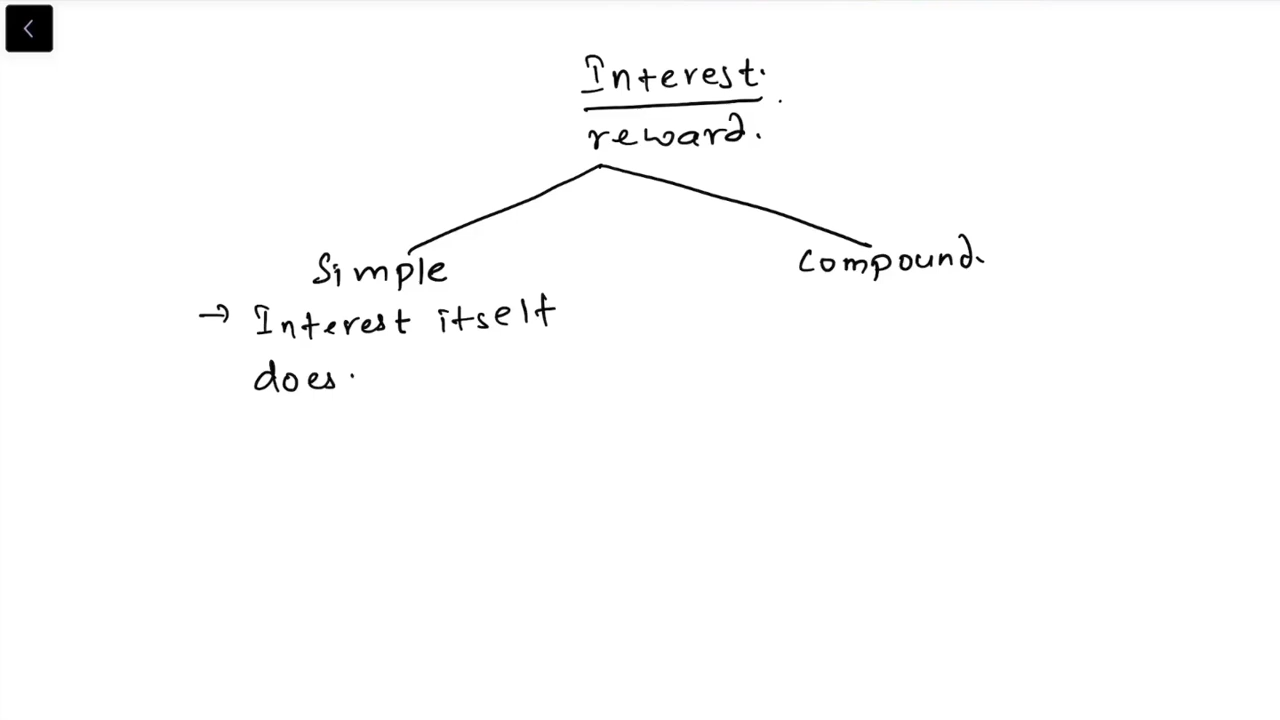 Interest.
reward.
Simple
compound.
→ Interest itself
does.